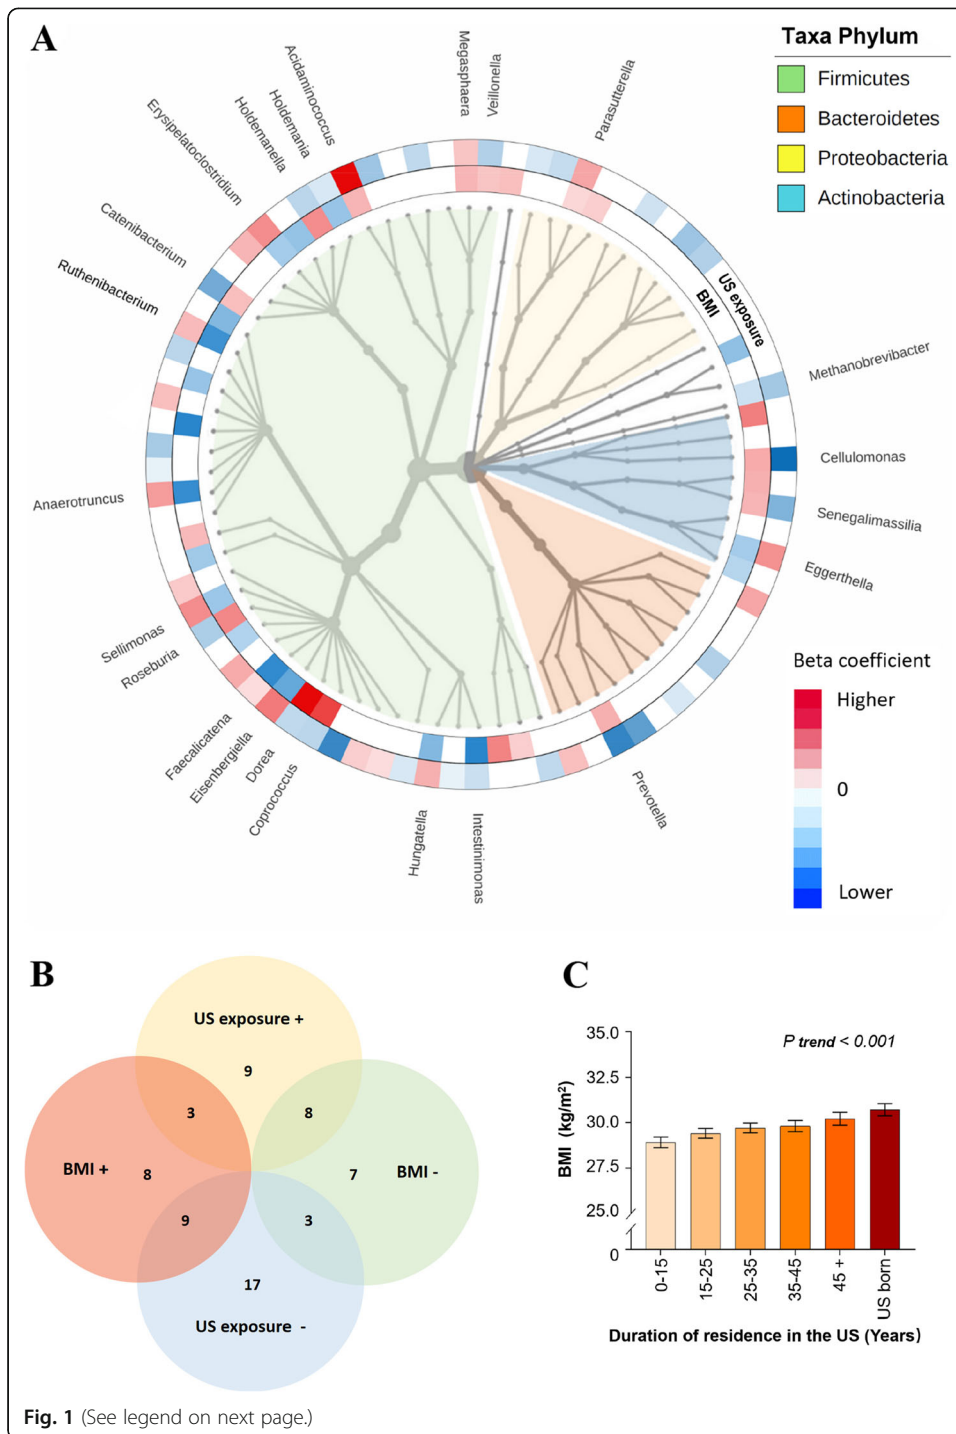 A
Taxa Phylum
Firmicutes
Bacteroidetes
Proteobacteria
Actinobacteria
Megasphaera
Veillonella
Parasutterella
Acidaminococcus
Holdemania
Holdemanella
Erysipelatoclostridium
Catenibacterium
Ruthenibacterium
US exposure
BMI
Methanobrevibacter
Cellulomonas
Senegalimassilia
Eggerthella
Anaerotruncus
Sellimonas
Roseburia
Faecalicatena
Eisenbergiella
Dorea
Coprococcus
Hungatella
Intestinimonas
Prevotella
Beta coefficient
Higher
0
Lower
B
US exposure +
9
3
8
BMI +
8
7
BMI -
9
3
17
US exposure -
C
P trend < 0.001
BMI (kg/m²)
35.0
32.5
30.0
27.5
25.0
0
0-15
15-25
25-35
35-45
45 +
US born
Duration of residence in the US (Years)
Fig. 1 (See legend on next page.)